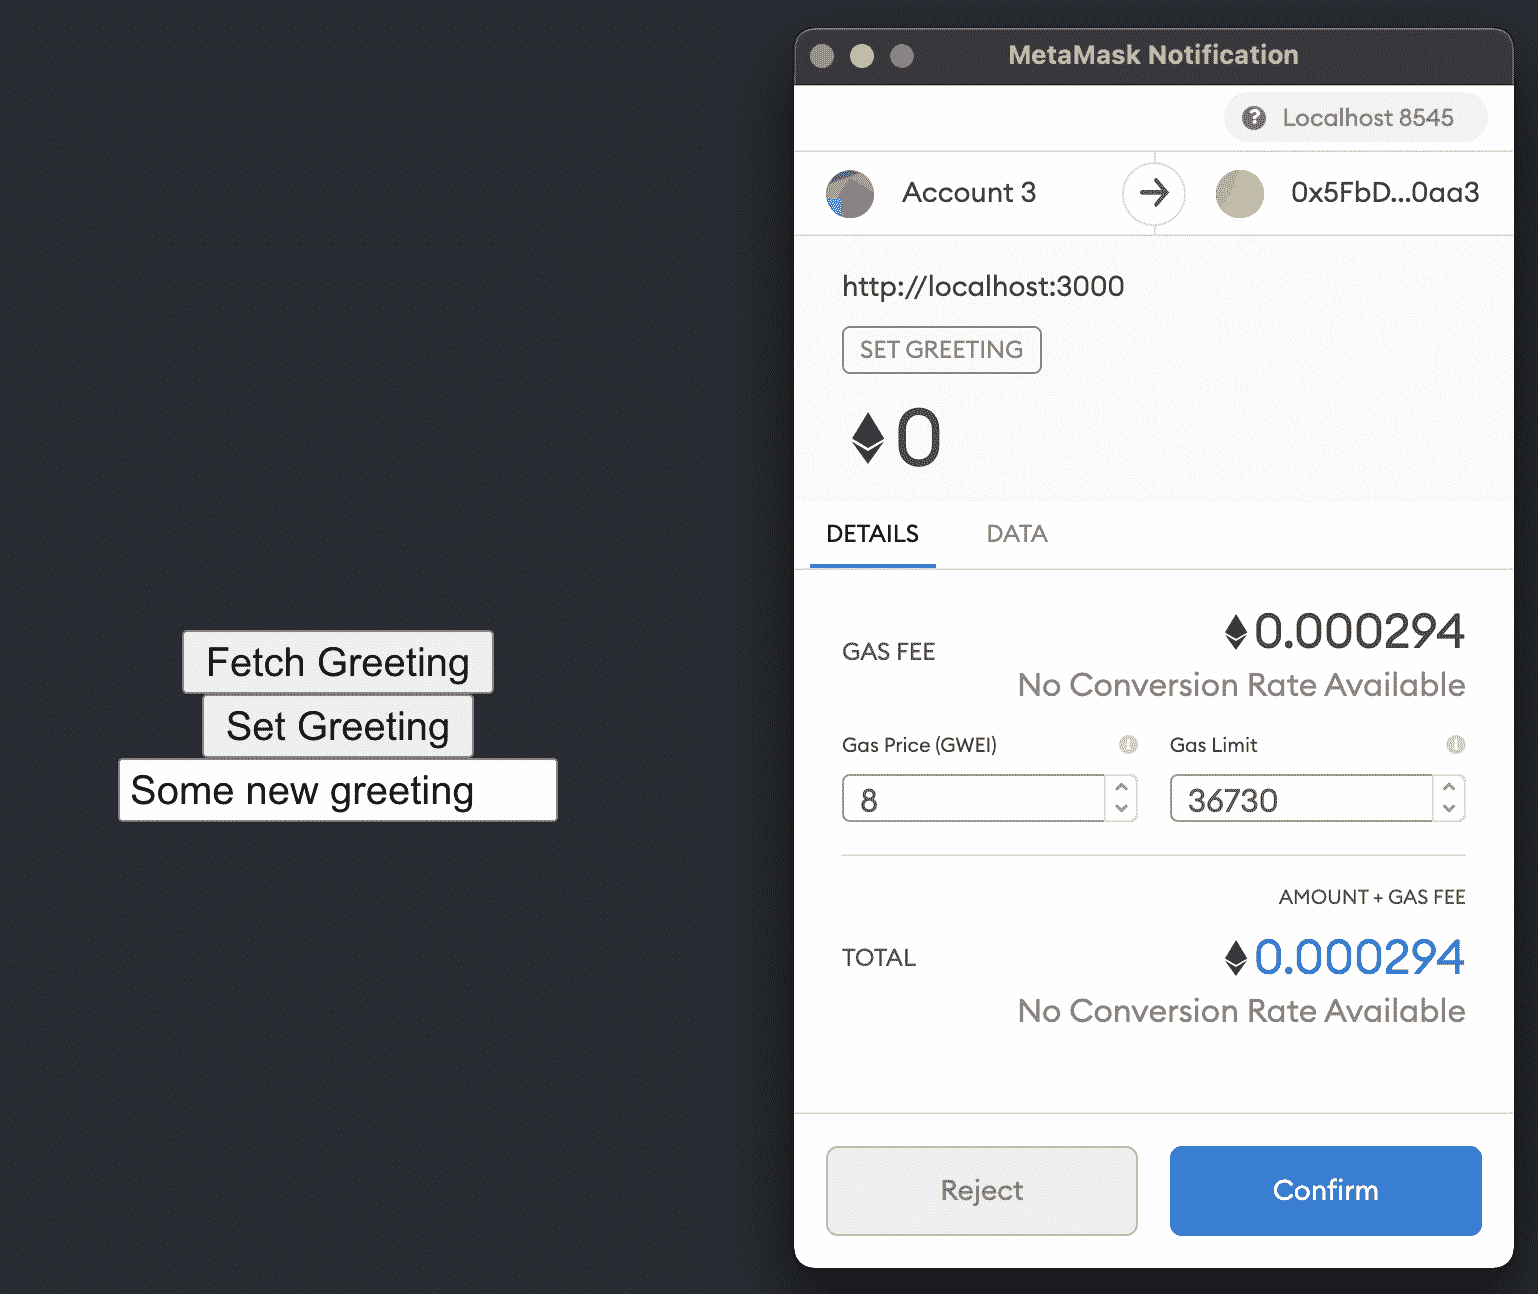 Fetch Greeting
Set Greeting
Some new greeting
MetaMask Notification
Localhost 8545
Account 3
0x5FbD...0aa3
http://localhost:3000
SET GREETING
0
DETAILS DATA
GAS FEE
0.000294
No Conversion Rate Available
Gas Price (GWEI) Gas Limit
8 36730
AMOUNT + GAS FEE
TOTAL
0.000294
No Conversion Rate Available
Reject Confirm